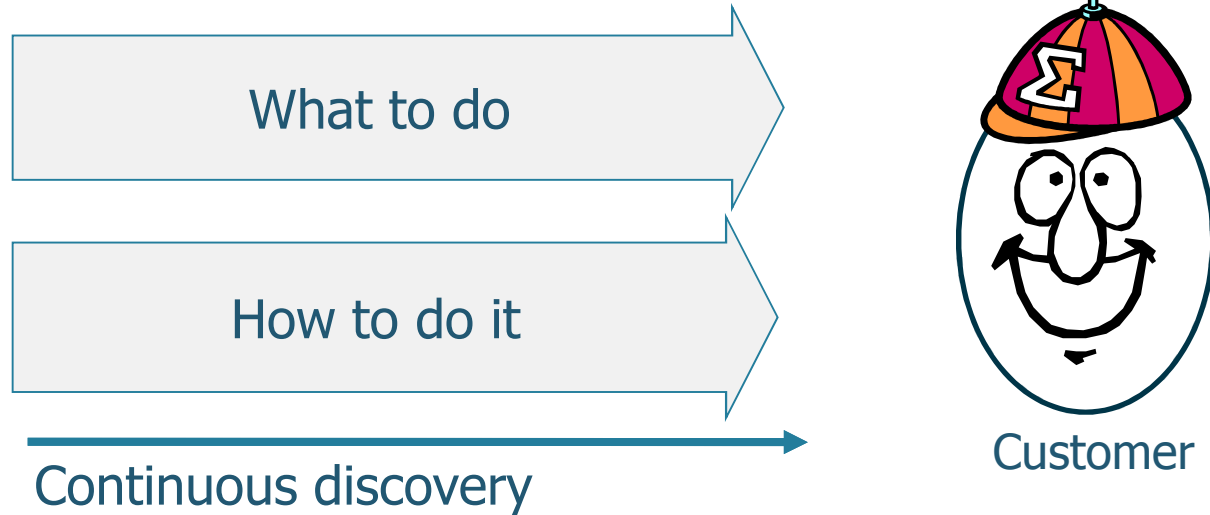 What to do
Σ
How to do it
Customer
Continuous discovery